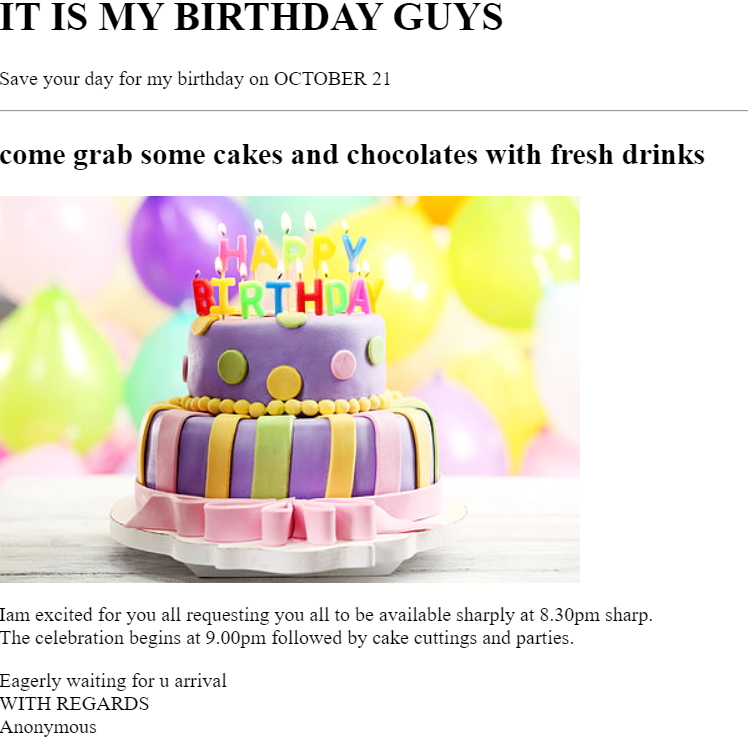 IT IS MY BIRTHDAY GUYS
Save your day for my birthday on OCTOBER 21
come grab some cakes and chocolates with fresh drinks
HAPPY
BIRTHDAY
Iam excited for you all requesting you all to be available sharply at 8.30pm sharp.
The celebration begins at 9.00pm followed by cake cuttings and parties.
Eagerly waiting for u arrival
WITH REGARDS
Anonymous